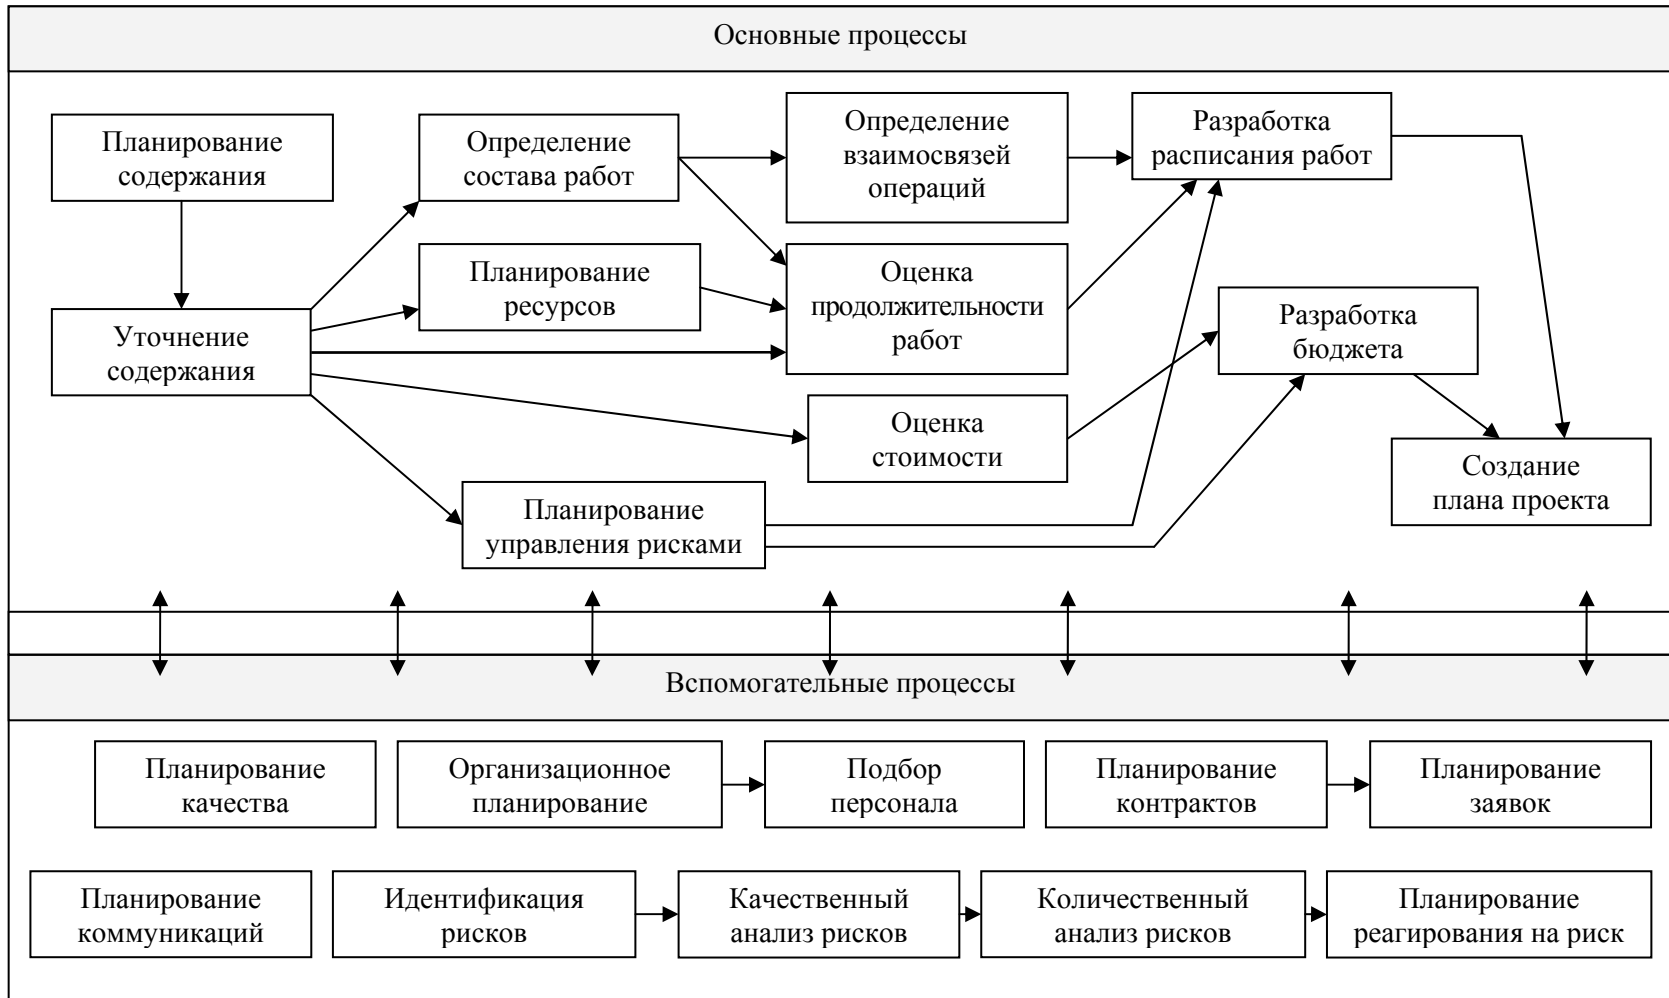 Основные процессы
Планирование
содержания
Определение
состава работ
Определение
взаимосвязей
операций
Разработка
расписания работ
Планирование
ресурсов
Оценка
продолжительности
работ
Уточнение
содержания
Разработка
бюджета
Оценка
стоимости
Создание
плана проекта
Планирование
управления рисками
Вспомогательные процессы
Планирование
качества
Организационное
планирование
Подбор
персонала
Планирование
контрактов
Планирование
заявок
Планирование
коммуникаций
Идентификация
рисков
Качественный
анализ рисков
Количественный
анализ рисков
Планирование
реагирования на риск